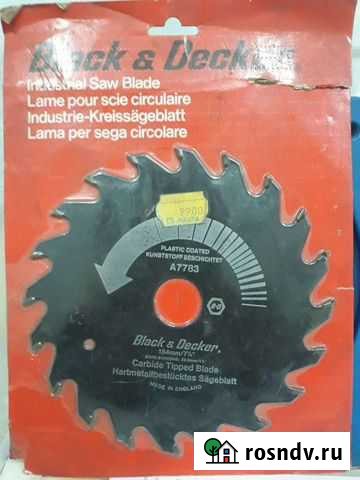 Black & Decker®
Industrial Saw Blade
Lame pour scie circulaire
Industrie-Kreissägeblatt
Lama per sega circolare
9900
PLASTIC COATED
KUNSTSTOFF BESCHICHTET
A7783
Black & Decker®
184mm/7¼"
Carbide Tipped Blade
Hartmetallbestücktes Sägeblatt
MADE IN ENGLAND
rosndv.ru